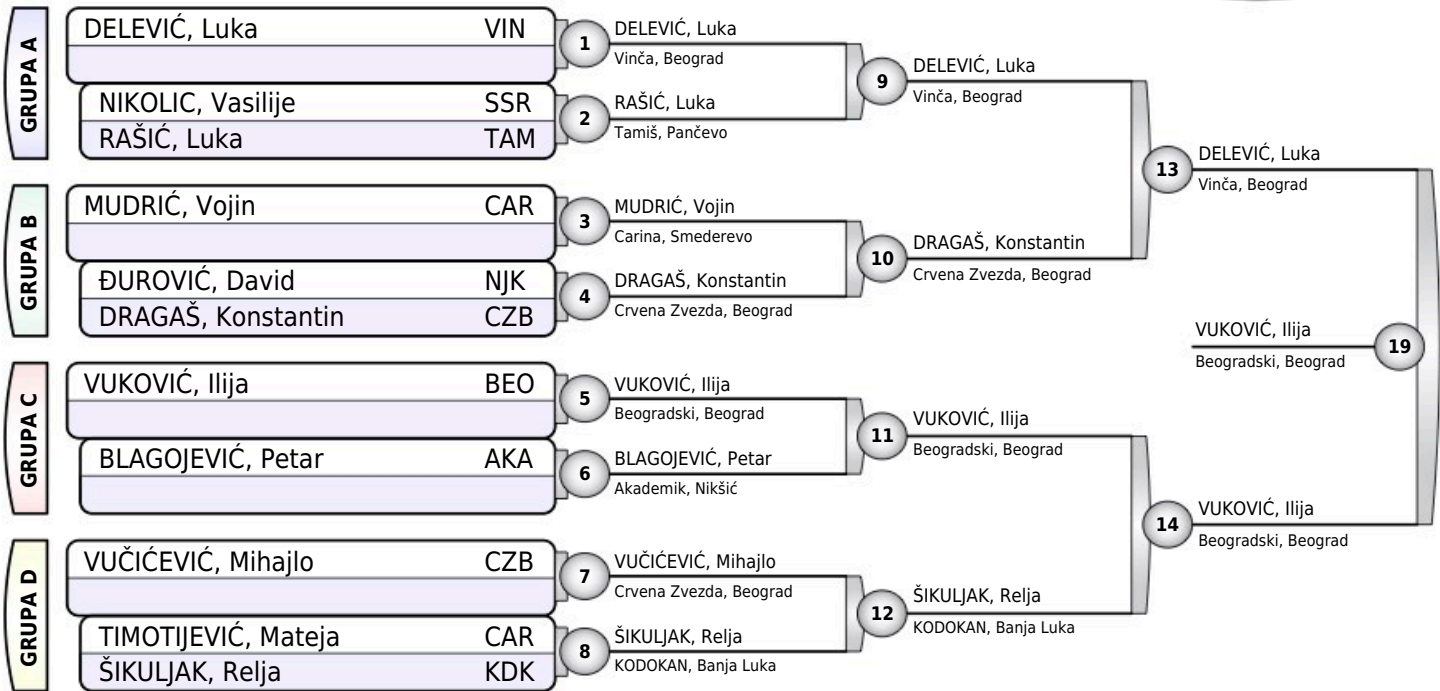 GRUPA A
DELEVIĆ, Luka VIN
NIKOLIC, Vasilije SSR
RAŠIĆ, Luka TAM
GRUPA B
MUDRIĆ, Vojin CAR
ĐUROVIĆ, David NJK
DRAGAŠ, Konstantin CZB
GRUPA C
VUKOVIĆ, Ilija BEO
BLAGOJEVIĆ, Petar AKA
GRUPA D
VUČIĆEVIĆ, Mihajlo CZB
TIMOTIJEVIĆ, Mateja CAR
ŠIKULJAK, Relja KDK
1
DELEVIĆ, Luka
Vinča, Beograd
2
RAŠIĆ, Luka
Tamiš, Pančevo
3
MUDRIĆ, Vojin
Carina, Smederevo
4
DRAGAŠ, Konstantin
Crvena Zvezda, Beograd
5
VUKOVIĆ, Ilija
Beogradski, Beograd
6
BLAGOJEVIĆ, Petar
Akademik, Nikšić
7
VUČIĆEVIĆ, Mihajlo
Crvena Zvezda, Beograd
8
ŠIKULJAK, Relja
KODOKAN, Banja Luka
9
DELEVIĆ, Luka
Vinča, Beograd
10
DRAGAŠ, Konstantin
Crvena Zvezda, Beograd
11
VUKOVIĆ, Ilija
Beogradski, Beograd
12
ŠIKULJAK, Relja
KODOKAN, Banja Luka
13
DELEVIĆ, Luka
Vinča, Beograd
14
VUKOVIĆ, Ilija
Beogradski, Beograd
VUKOVIĆ, Ilija
Beogradski, Beograd
19